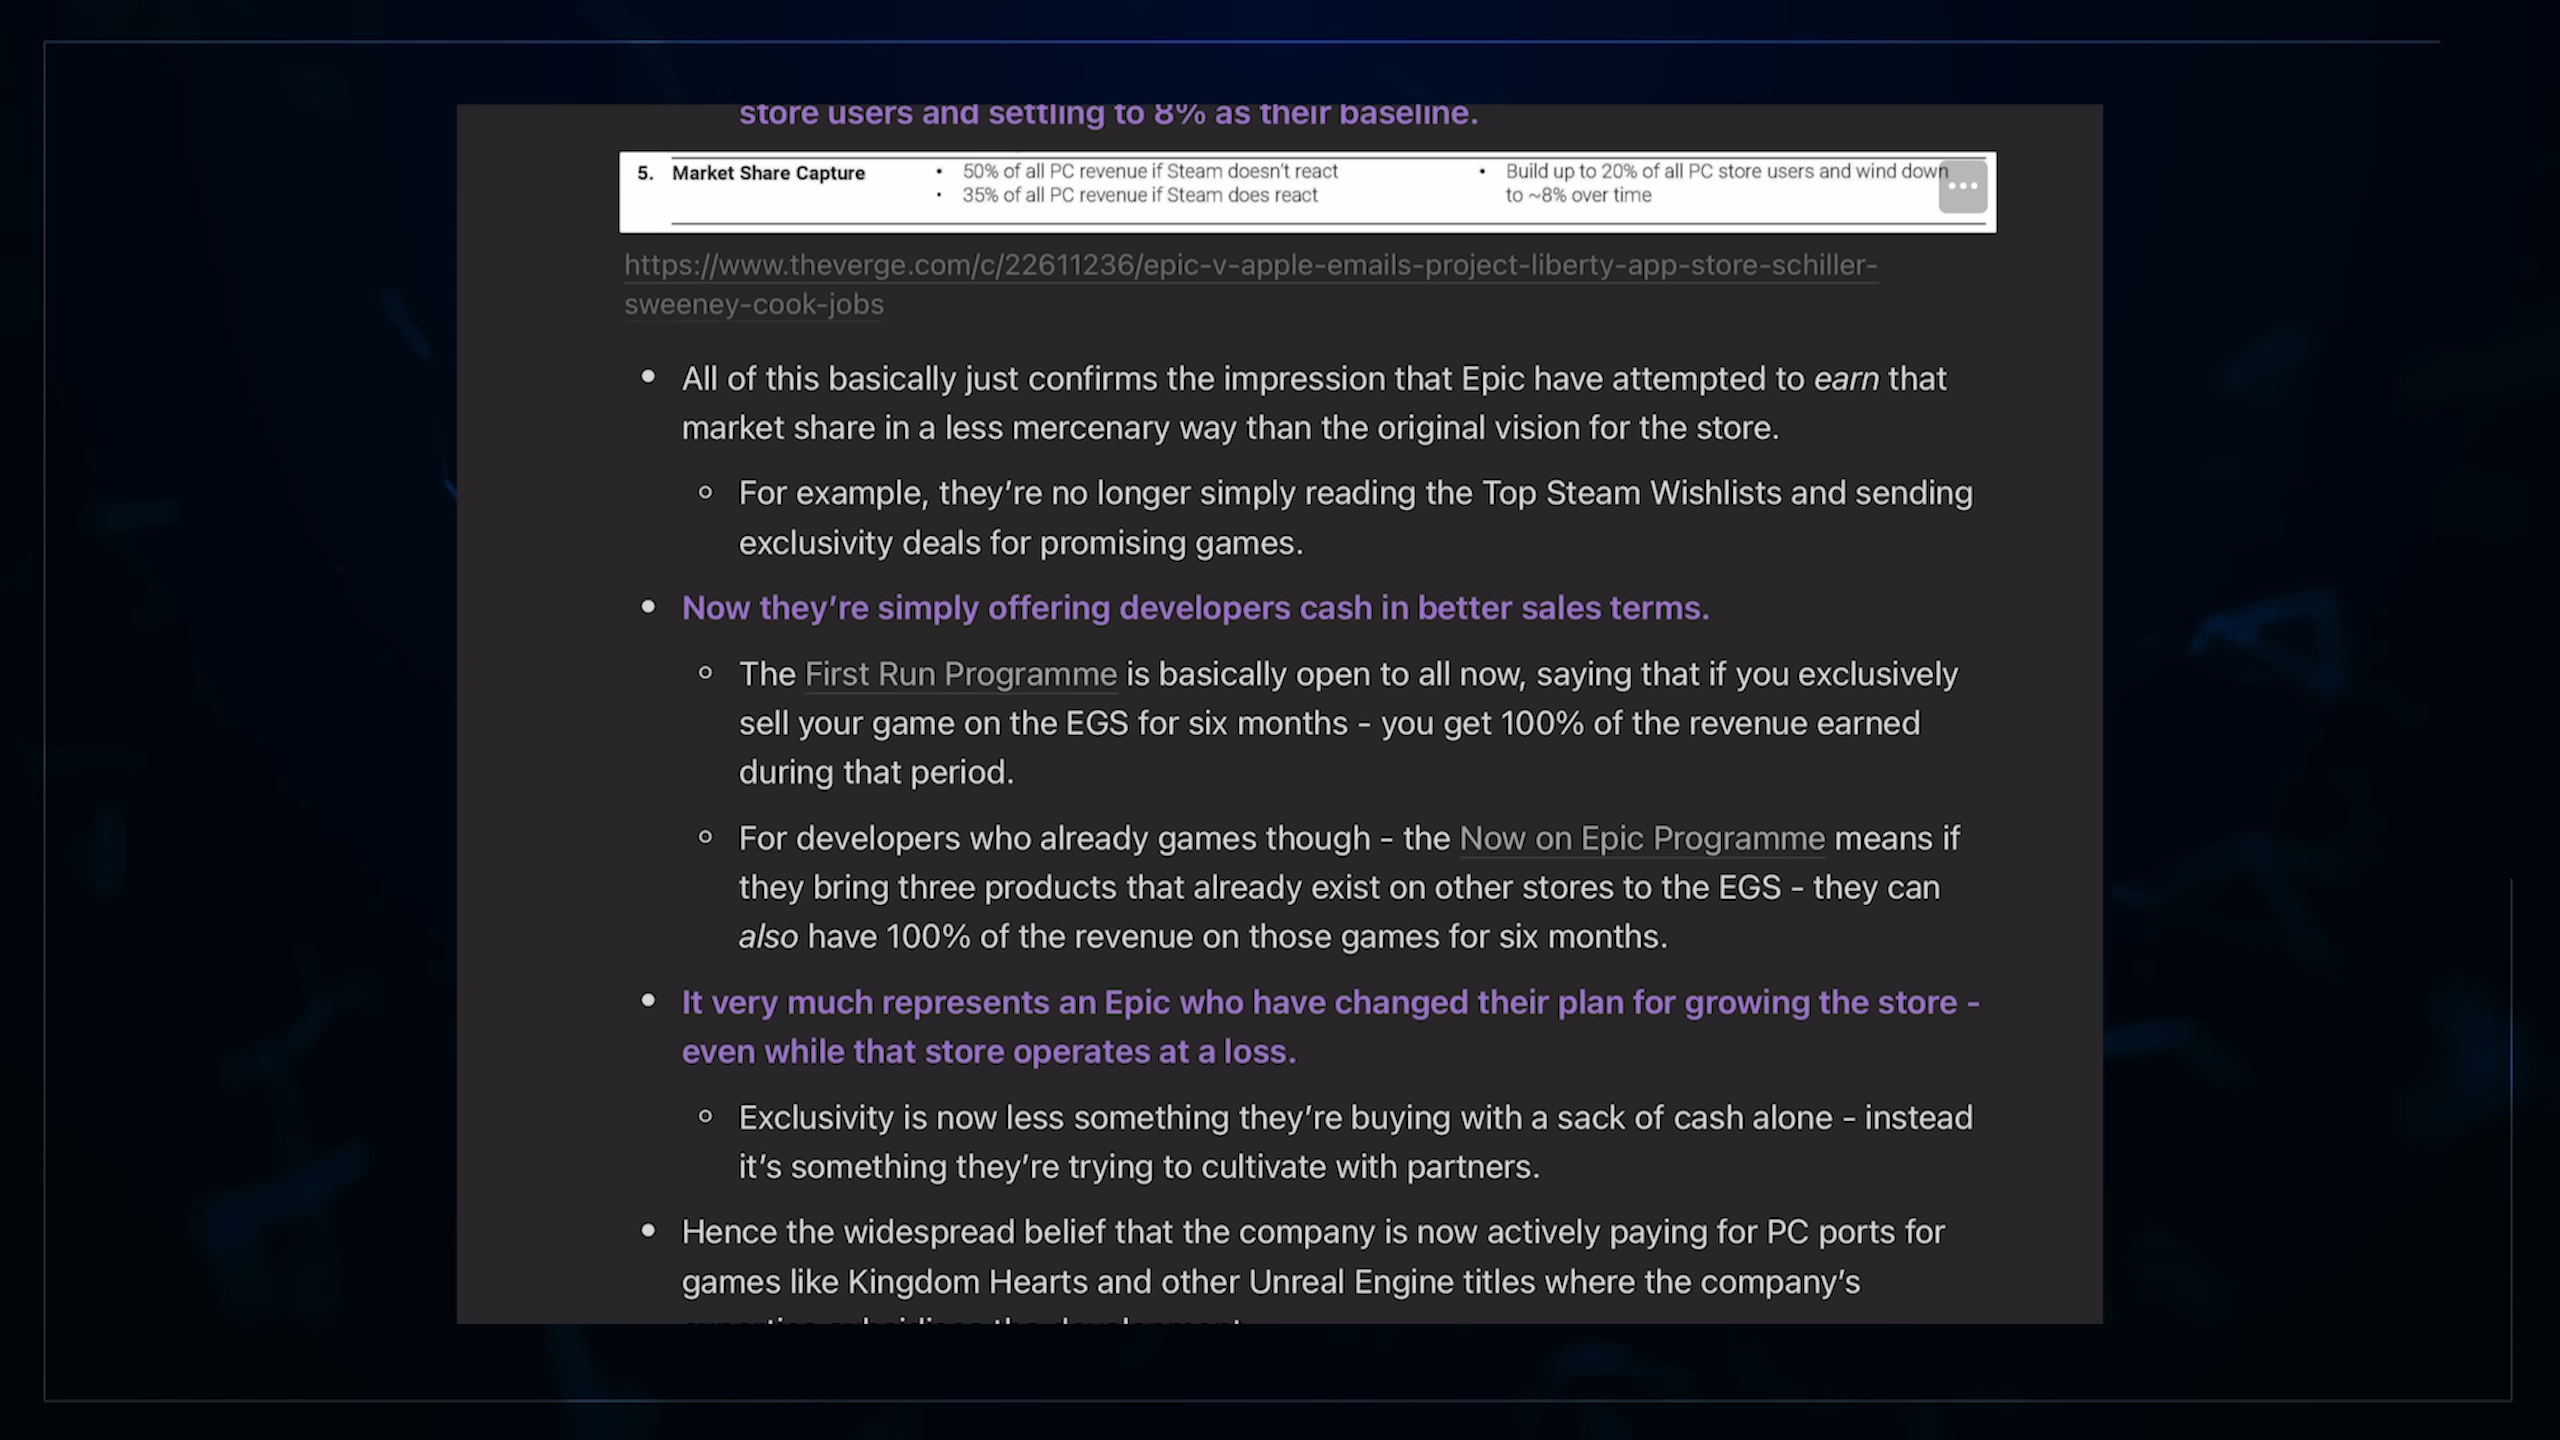 store users and settling to 8% as their baseline.
5. Market Share Capture • 50% of all PC revenue if Steam doesn't react • Build up to 20% of all PC store users and wind down
• 35% of all PC revenue if Steam does react to ~8% over time
https://www.theverge.com/c/22611236/epic-v-apple-emails-project-liberty-app-store-schiller-
sweeney-cook-jobs
• All of this basically just confirms the impression that Epic have attempted to earn that
market share in a less mercenary way than the original vision for the store.
◦ For example, they're no longer simply reading the Top Steam Wishlists and sending
exclusivity deals for promising games.
• Now they're simply offering developers cash in better sales terms.
◦ The First Run Programme is basically open to all now, saying that if you exclusively
sell your game on the EGS for six months - you get 100% of the revenue earned
during that period.
◦ For developers who already games though - the Now on Epic Programme means if
they bring three products that already exist on other stores to the EGS - they can
also have 100% of the revenue on those games for six months.
• It very much represents an Epic who have changed their plan for growing the store -
even while that store operates at a loss.
◦ Exclusivity is now less something they're buying with a sack of cash alone - instead
it's something they're trying to cultivate with partners.
• Hence the widespread belief that the company is now actively paying for PC ports for
games like Kingdom Hearts and other Unreal Engine titles where the company's